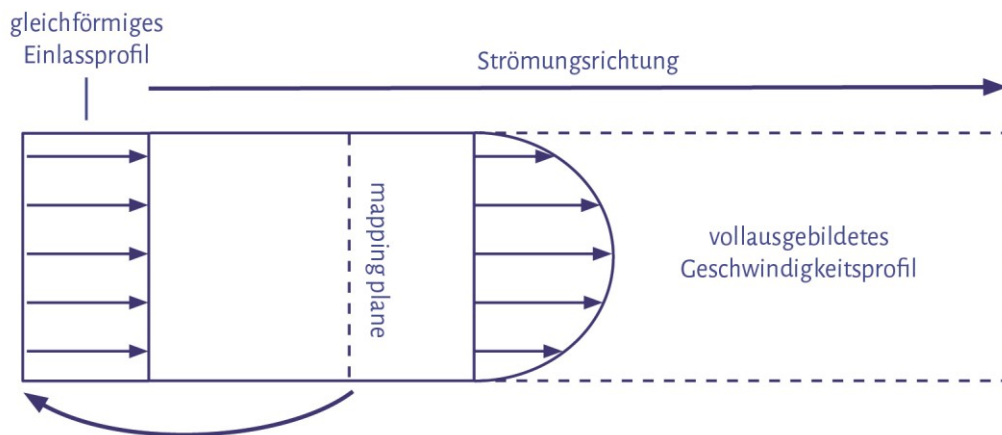 gleichförmiges
Einlassprofil
Strömungsrichtung
mapping plane
vollausgebildetes
Geschwindigkeitsprofil